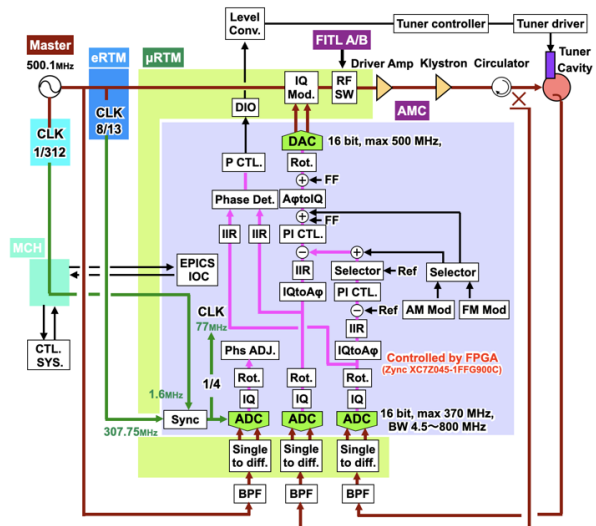 Level
Conv.
Tuner controller
Tuner driver
Master
eRTM
μRTM
FITL A/B
Tuner
Cavity
500.1MHz
Driver Amp
Klystron
Circulator
IQ
Mod.
RF
SW
CLK
1/312
CLK
8/13
DIO
AMC
DAC
16 bit, max 500 MHz,
P CTL.
Rot.
+
FF
Phase Det.
AφtoIQ
+
FF
IIR
IIR
PI CTL.
MCH
−
+
EPICS
IOC
IIR
Selector
Ref
Selector
IQtoAφ
PI CTL.
CLK
77MHz
−
Ref
AM Mod
FM Mod
IIR
CTL.
SYS.
Phs ADJ.
IQtoAφ
Controlled by FPGA
(Zync XC7Z045-1FFG900C)
1/4
Rot.
Rot.
Rot.
1.6MHz
IQ
IQ
IQ
Sync
ADC
ADC
ADC
16 bit, max 370 MHz,
BW 4.5～800 MHz
307.75MHz
Single
to diff.
Single
to diff.
Single
to diff.
BPF
BPF
BPF